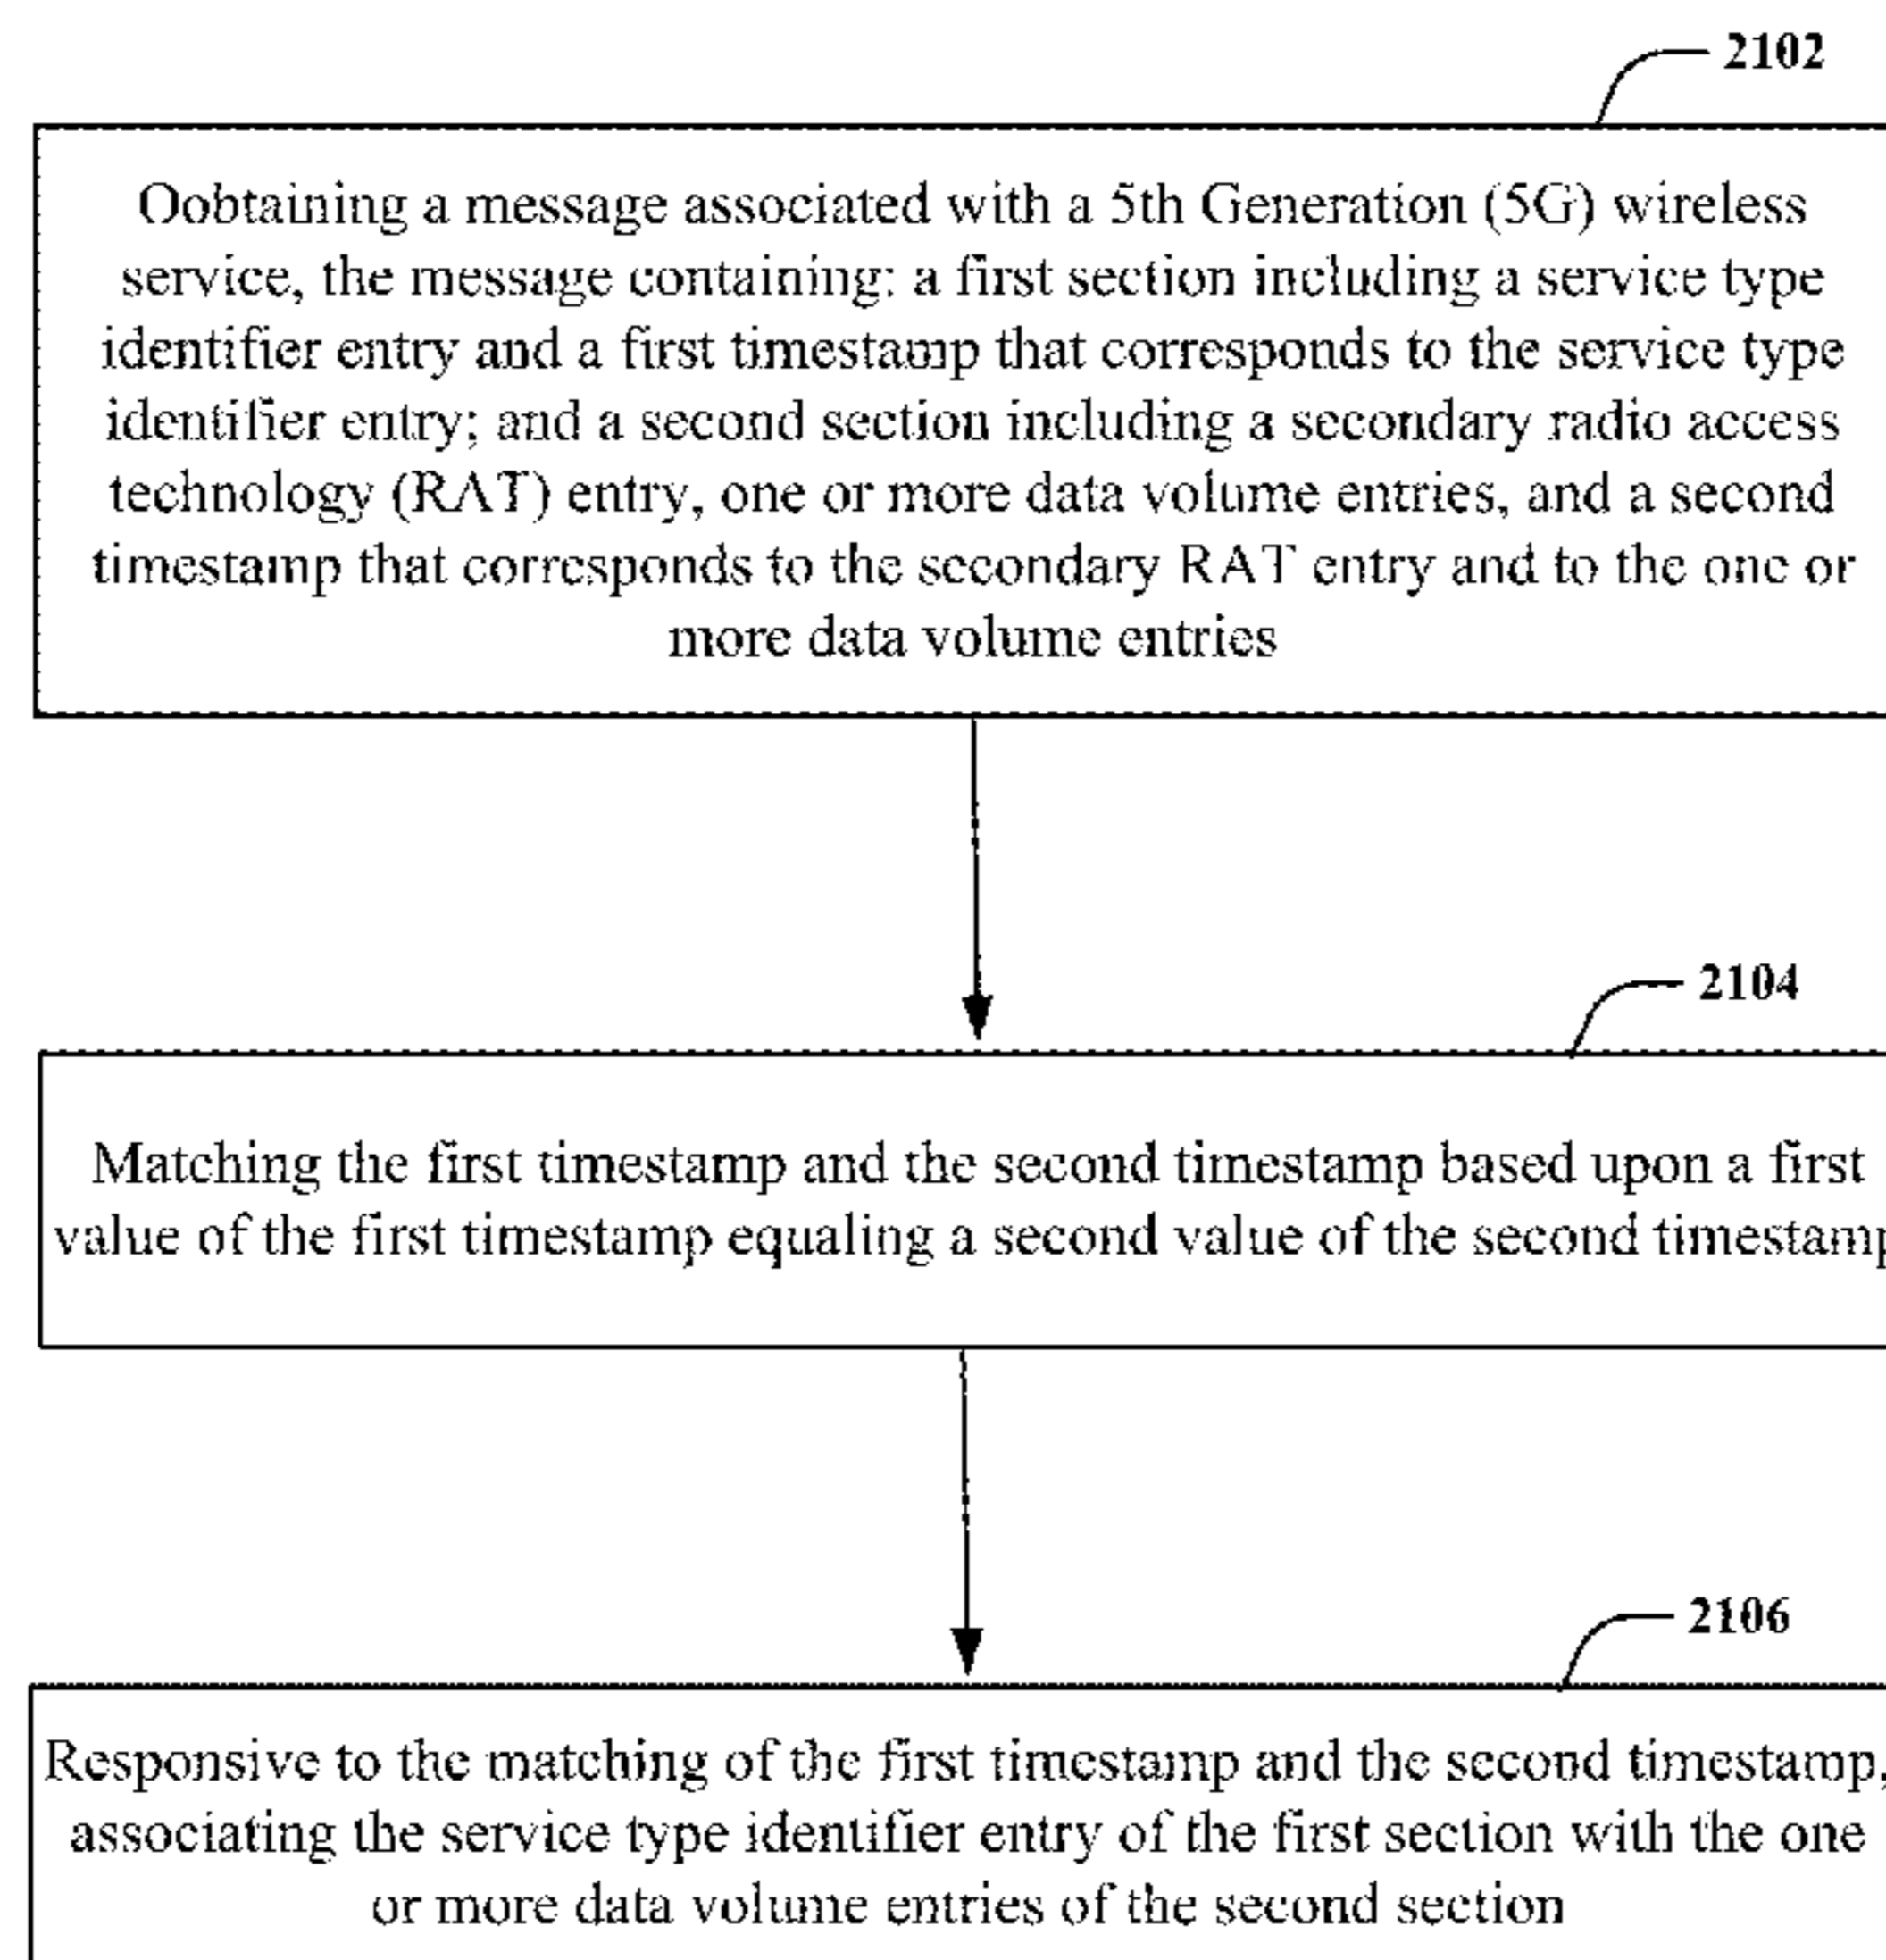 2102
Oobtaining a message associated with a 5th Generation (5G) wireless
service, the message containing: a first section including a service type
identifier entry and a first timestamp that corresponds to the service type
identifier entry; and a second section including a secondary radio access
technology (RAT) entry, one or more data volume entries, and a second
timestamp that corresponds to the secondary RAT entry and to the one or
more data volume entries
2104
Matching the first timestamp and the second timestamp based upon a first
value of the first timestamp equaling a second value of the second timestamp
2106
Responsive to the matching of the first timestamp and the second timestamp,
associating the service type identifier entry of the first section with the one
or more data volume entries of the second section